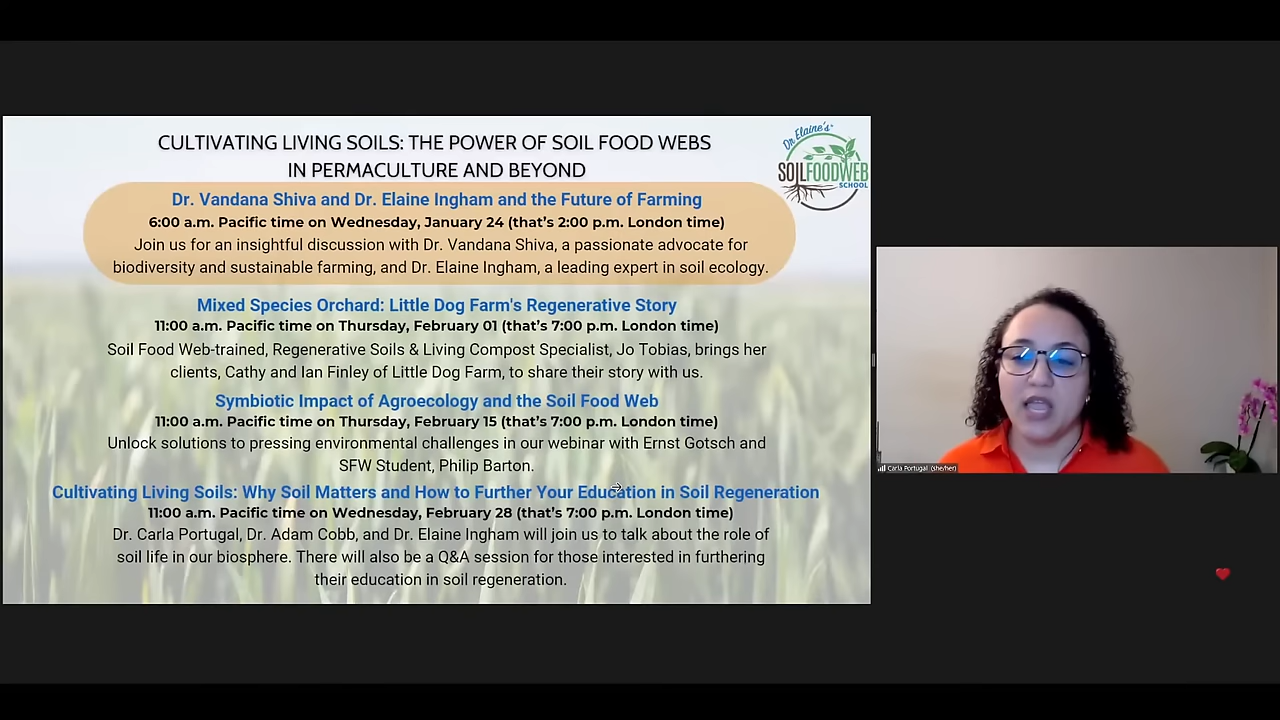 CULTIVATING LIVING SOILS: THE POWER OF SOIL FOOD WEBS
IN PERMACULTURE AND BEYOND
Dr Elaine's
SOILFOODWEB
SCHOOL
Dr. Vandana Shiva and Dr. Elaine Ingham and the Future of Farming
6:00 a.m. Pacific time on Wednesday, January 24 (that's 2:00 p.m. London time)
Join us for an insightful discussion with Dr. Vandana Shiva, a passionate advocate for
biodiversity and sustainable farming, and Dr. Elaine Ingham, a leading expert in soil ecology.
Mixed Species Orchard: Little Dog Farm's Regenerative Story
11:00 a.m. Pacific time on Thursday, February 01 (that's 7:00 p.m. London time)
Soil Food Web-trained, Regenerative Soils & Living Compost Specialist, Jo Tobias, brings her
clients, Cathy and Ian Finley of Little Dog Farm, to share their story with us.
Symbiotic Impact of Agroecology and the Soil Food Web
11:00 a.m. Pacific time on Thursday, February 15 (that's 7:00 p.m. London time)
Unlock solutions to pressing environmental challenges in our webinar with Ernst Gotsch and
SFW Student, Philip Barton.
Cultivating Living Soils: Why Soil Matters and How to Further Your Education in Soil Regeneration
11:00 a.m. Pacific time on Wednesday, February 28 (that's 7:00 p.m. London time)
Dr. Carla Portugal, Dr. Adam Cobb, and Dr. Elaine Ingham will join us to talk about the role of
soil life in our biosphere. There will also be a Q&A session for those interested in furthering
their education in soil regeneration.
Carla Portugal (she/her)